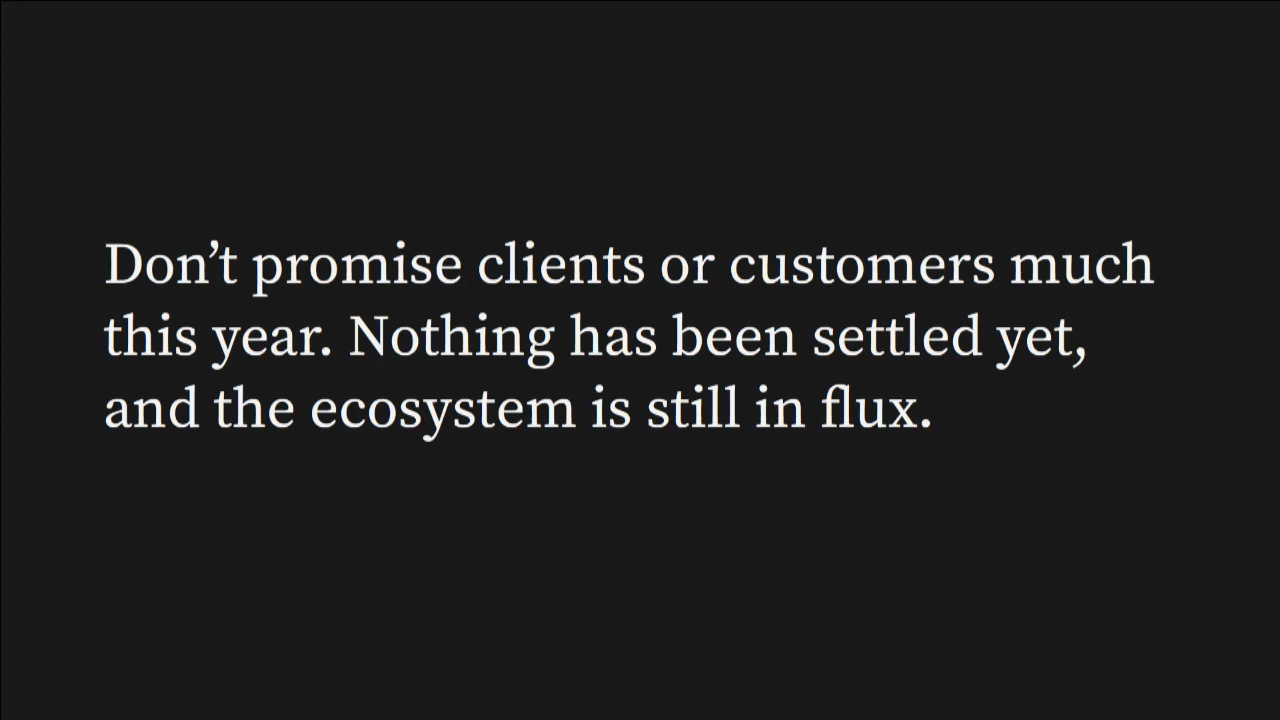 Don’t promise clients or customers much
this year. Nothing has been settled yet,
and the ecosystem is still in flux.